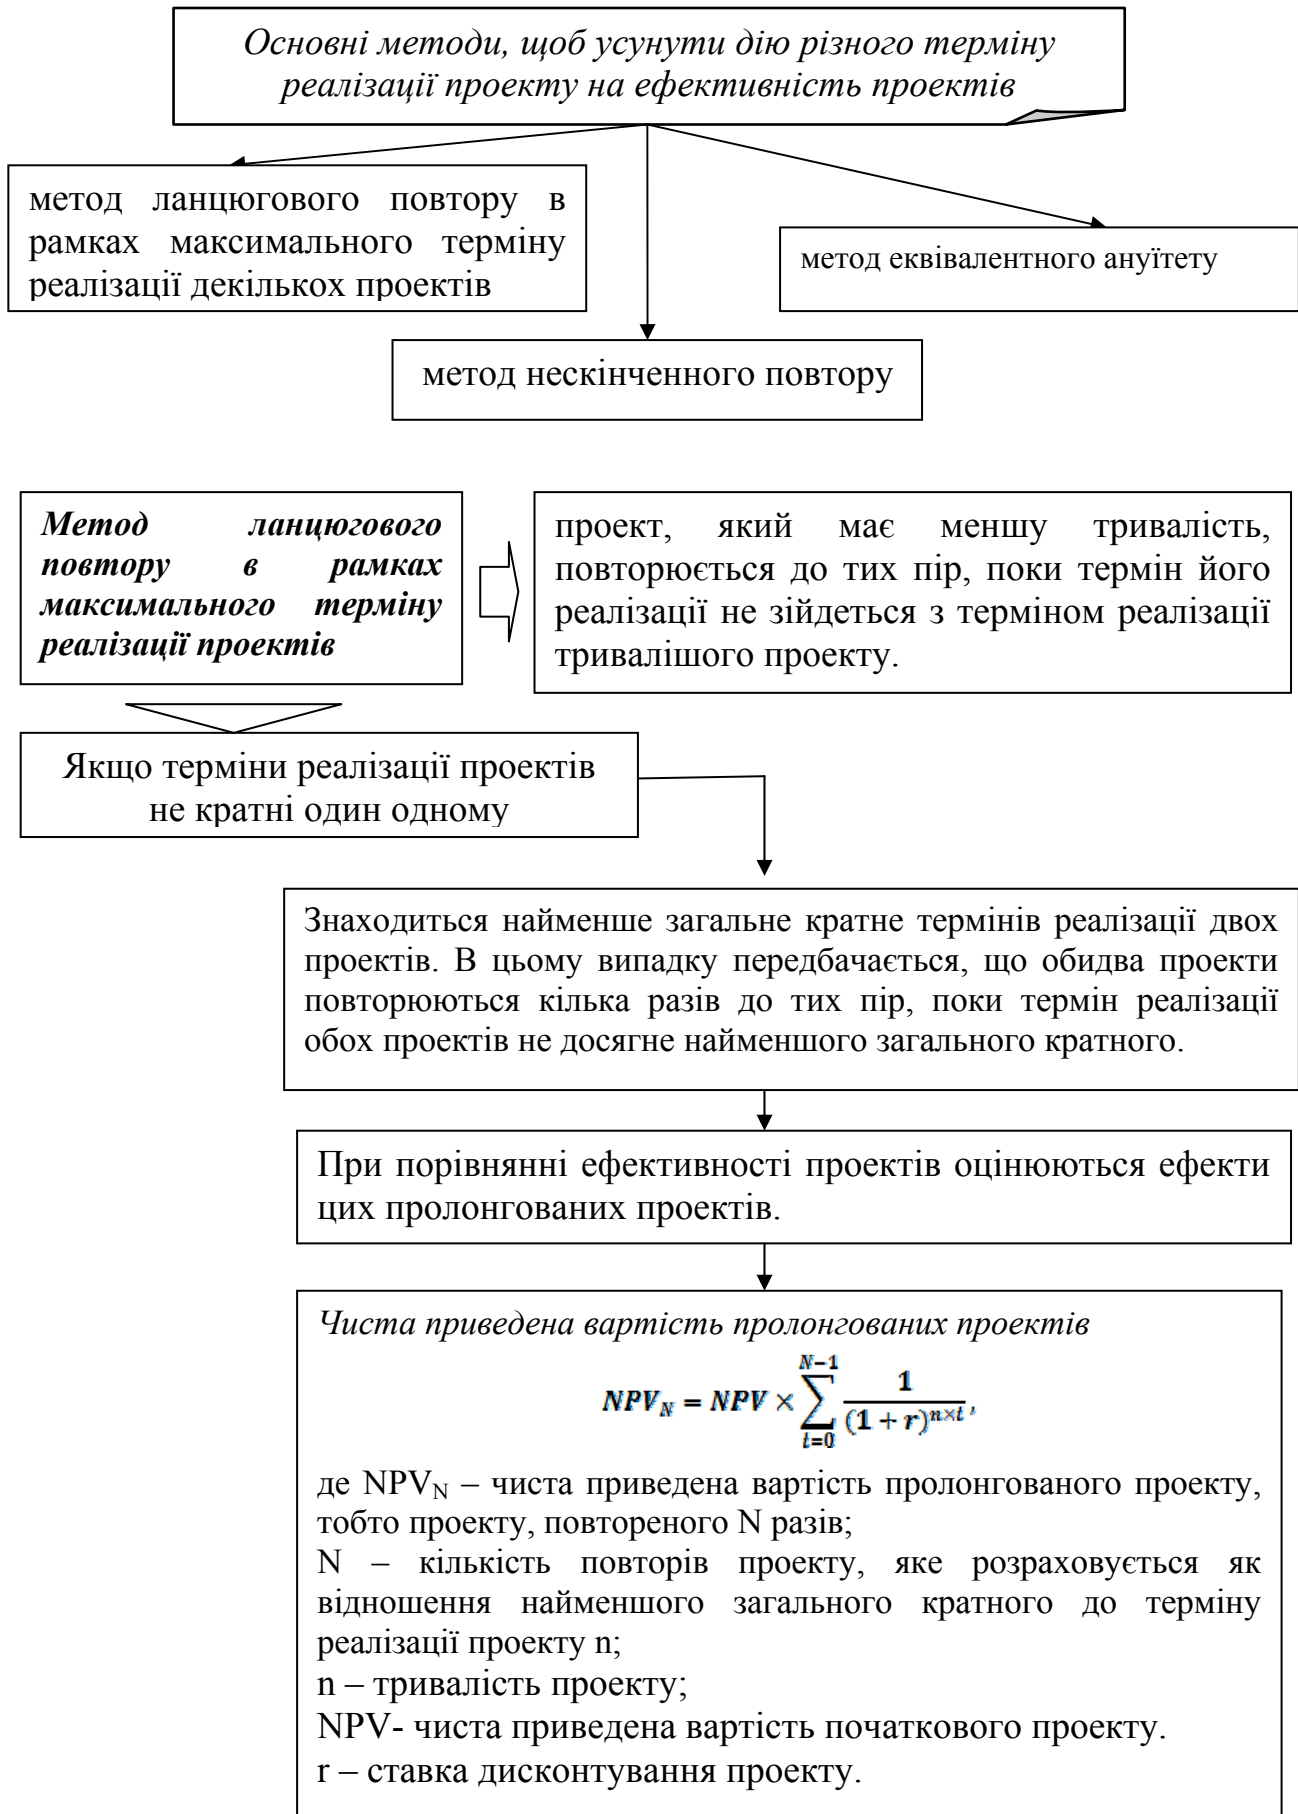 Основні методи, щоб усунути дію різного терміну
реалізації проекту на ефективність проектів
метод ланцюгового повтору в
рамках максимального терміну
реалізації декількох проектів
метод еквівалентного ануїтету
метод нескінченного повтору
Метод ланцюгового
повтору в рамках
максимального терміну
реалізації проектів
проект, який має меншу тривалість,
повторюється до тих пір, поки термін його
реалізації не зійдеться з терміном реалізації
тривалішого проекту.
Якщо терміни реалізації проектів
не кратні один одному
Знаходиться найменше загальне кратне термінів реалізації двох
проектів. В цьому випадку передбачається, що обидва проекти
повторюються кілька разів до тих пір, поки термін реалізації
обох проектів не досягне найменшого загального кратного.
При порівнянні ефективності проектів оцінюються ефекти
цих пролонгованих проектів.
Чиста приведена вартість пролонгованих проектів
$NPV_N = NPV \times \sum_{t=0}^{N-1} \frac{1}{(1+r)^{n \times t}},$
де NPV_N – чиста приведена вартість пролонгованого проекту,
тобто проекту, повтореного N разів;
N – кількість повторів проекту, яке розраховується як
відношення найменшого загального кратного до терміну
реалізації проекту n;
n – тривалість проекту;
NPV- чиста приведена вартість початкового проекту.
r – ставка дисконтування проекту.